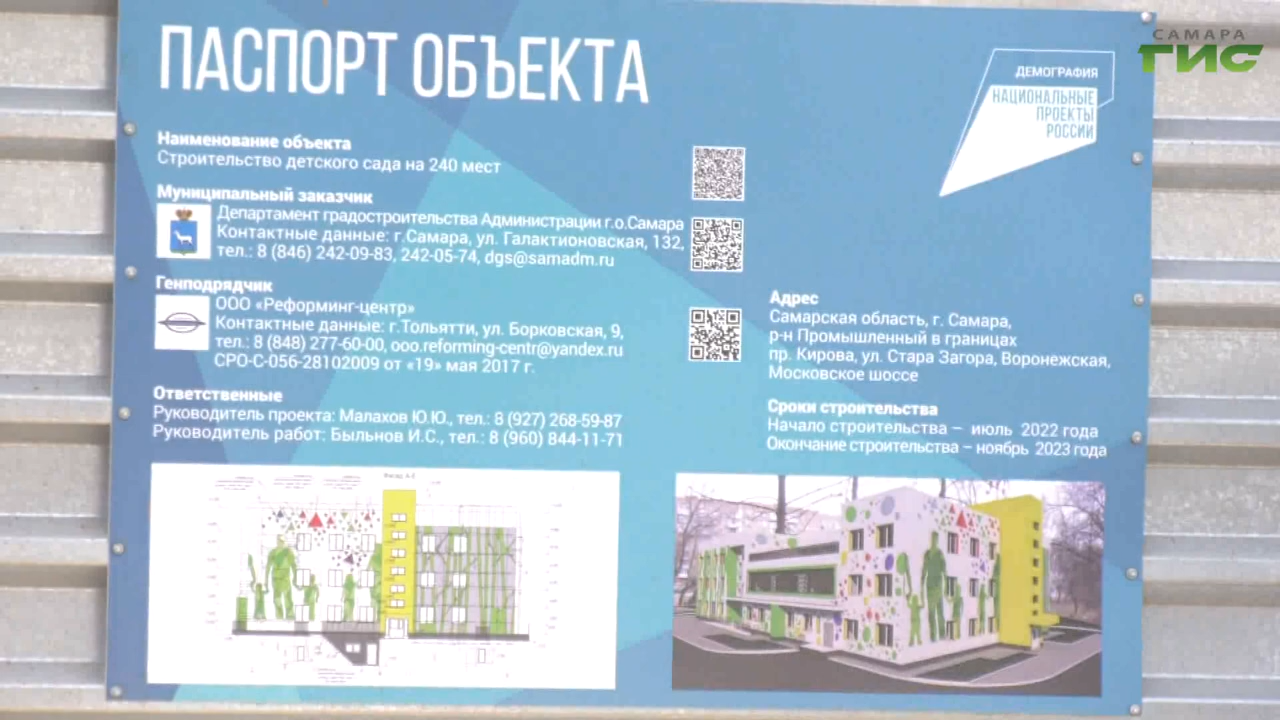 САМАРА
ГИС
ПАСПОРТ ОБЪЕКТА
ДЕМОГРАФИЯ
НАЦИОНАЛЬНЫЕ
ПРОЕКТЫ
РОССИИ
Наименование объекта
Строительство детского сада на 240 мест
Муниципальный заказчик
Департамент градостроительства Администрации г.о.Самара
Контактные данные: г.Самара, ул. Галактионовская, 132,
тел.: 8 (846) 242-09-83, 242-05-74, dgs@samadm.ru
Генподрядчик
ООО «Реформинг-центр»
Контактные данные: г.Тольятти, ул. Борковская, 9,
тел.: 8 (848) 277-60-00, ooo.reforming-centr@yandex.ru
СРО-С-056-28102009 от «19» мая 2017 г.
Ответственные
Руководитель проекта: Малахов Ю.Ю., тел.: 8 (927) 268-59-87
Руководитель работ: Быльнов И.С., тел.: 8 (960) 844-11-71
Адрес
Самарская область, г. Самара,
р-н Промышленный в границах
пр. Кирова, ул. Стара Загора, Воронежская,
Московское шоссе
Сроки строительства
Начало строительства – июль 2022 года
Окончание строительства – ноябрь 2023 года